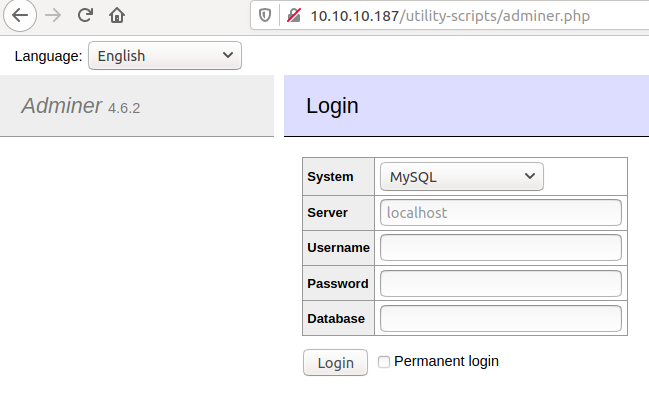 10.10.10.187/utility-scripts/adminer.php
Language: English
Adminer 4.6.2
Login
System MySQL
Server localhost
Username
Password
Database
Login Permanent login